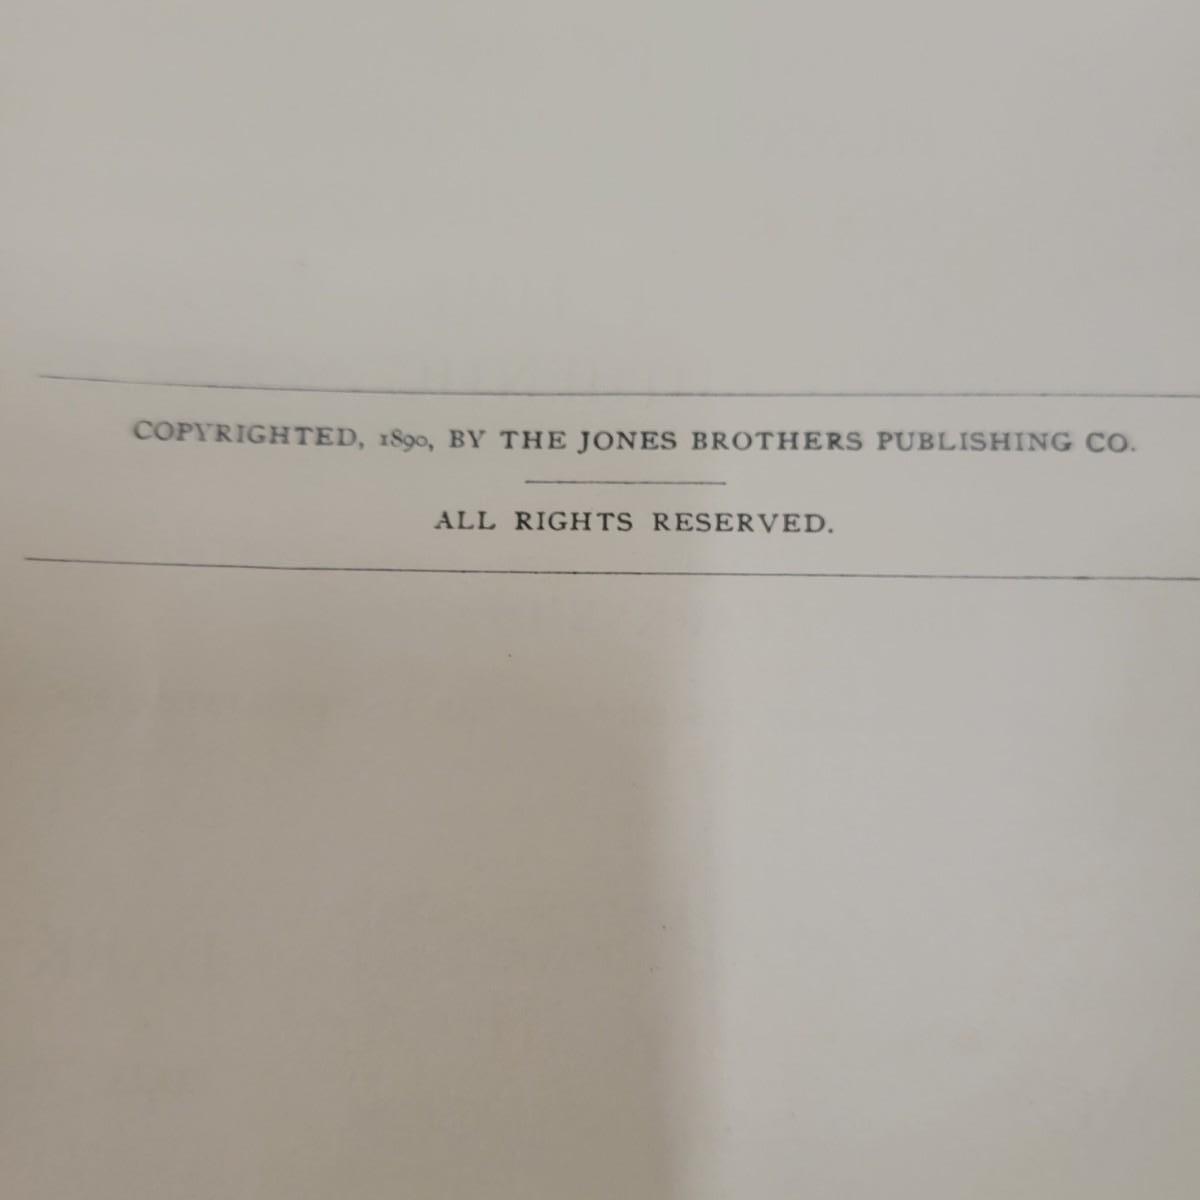 COPYRIGHTED, 1890, BY THE JONES BROTHERS PUBLISHING CO.
ALL RIGHTS RESERVED.